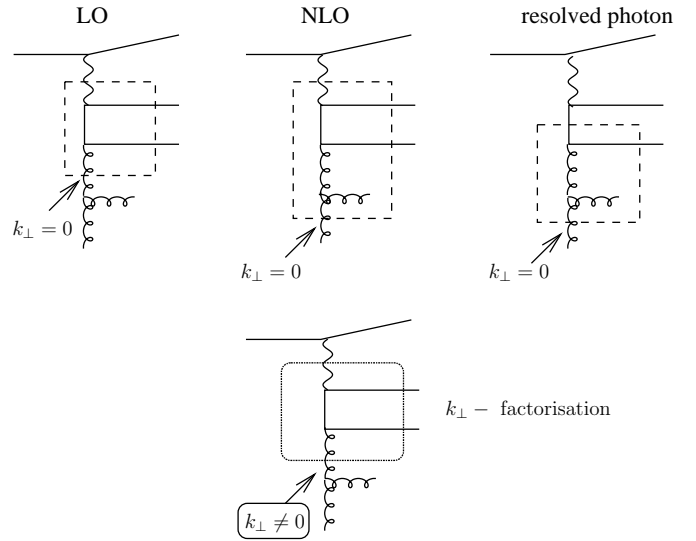 LO NLO resolved photon
k⊥ = 0
k⊥ = 0 k⊥ = 0
k⊥ − factorisation
k⊥ ≠ 0